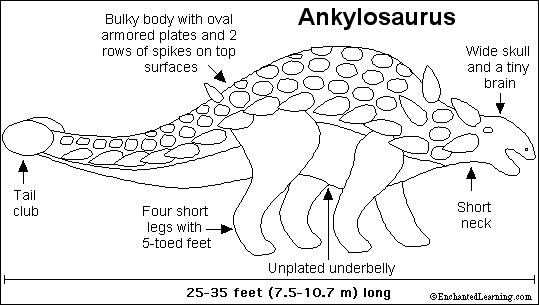 Ankylosaurus
Bulky body with oval
armored plates and 2
rows of spikes on top
surfaces
Wide skull
and a tiny
brain
Tail
club
Four short
legs with
5-toed feet
Unplated underbelly
Short
neck
25-35 feet (7.5-10.7 m) long
©EnchantedLearning.com